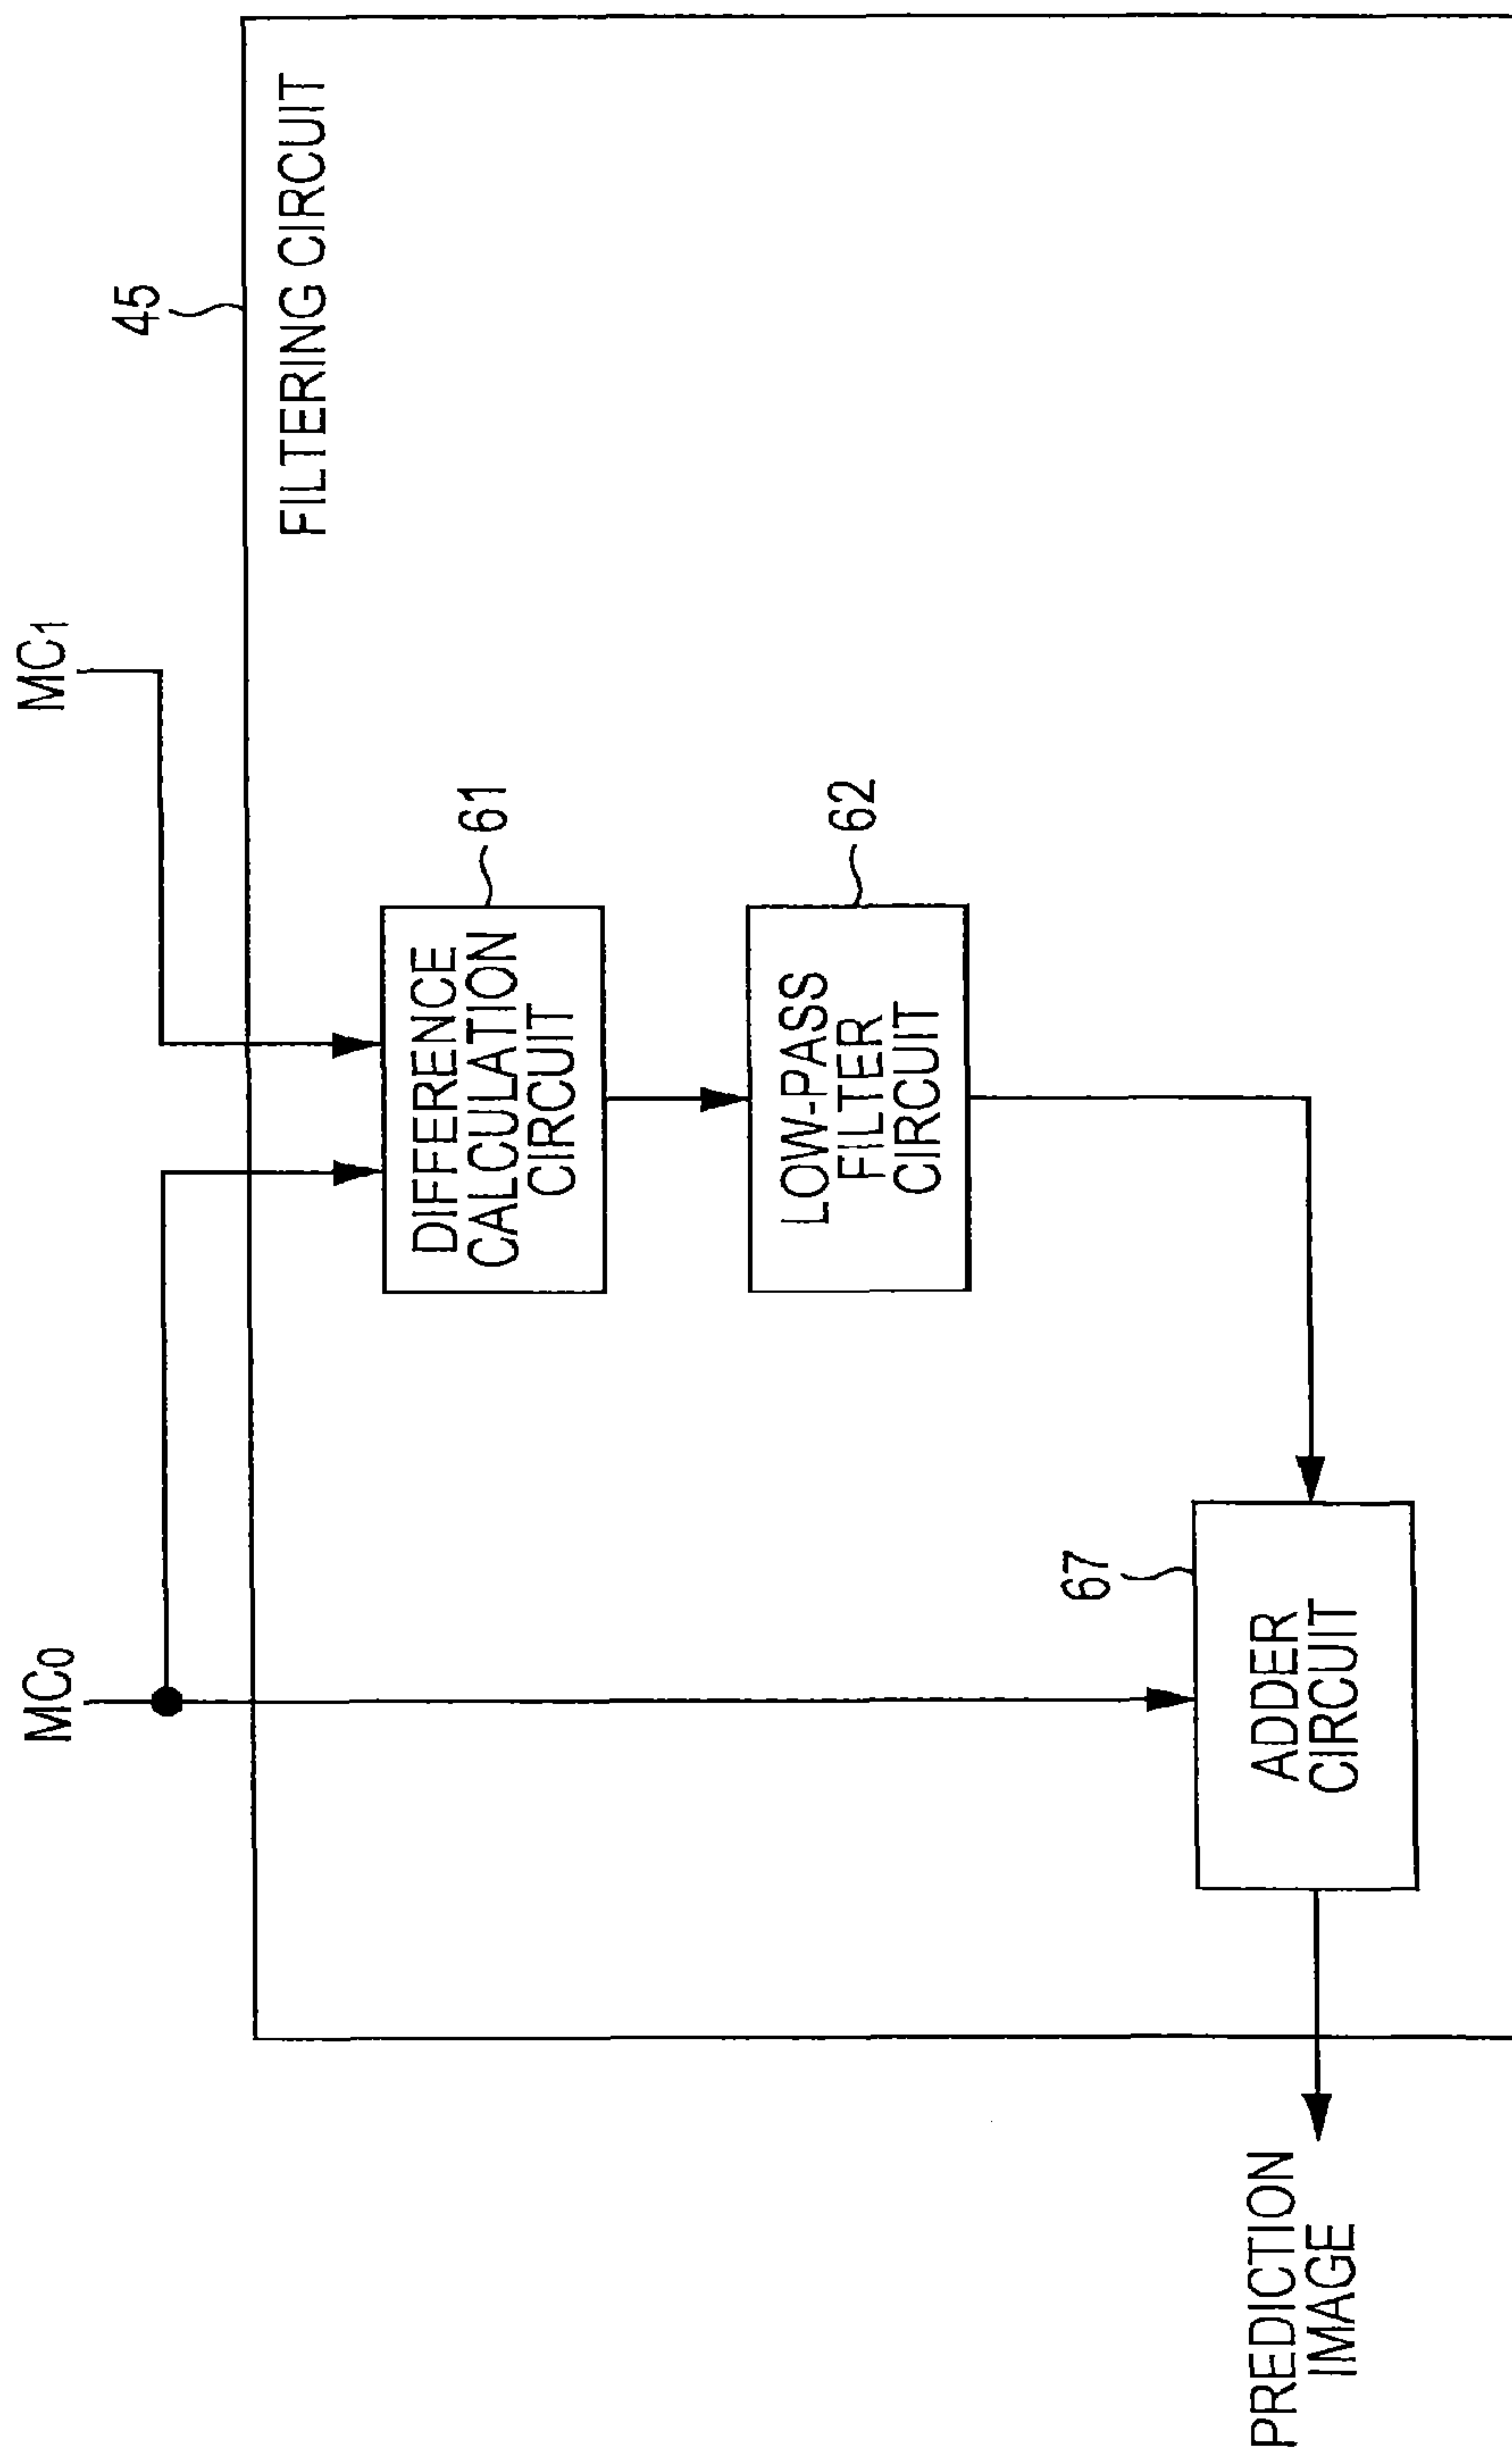 MC₀
MC₁
45
FILTERING CIRCUIT
DIFFERENCE
CALCULATION
CIRCUIT
61
LOW-PASS
FILTER
CIRCUIT
62
67
ADDER
CIRCUIT
PREDICTION
IMAGE